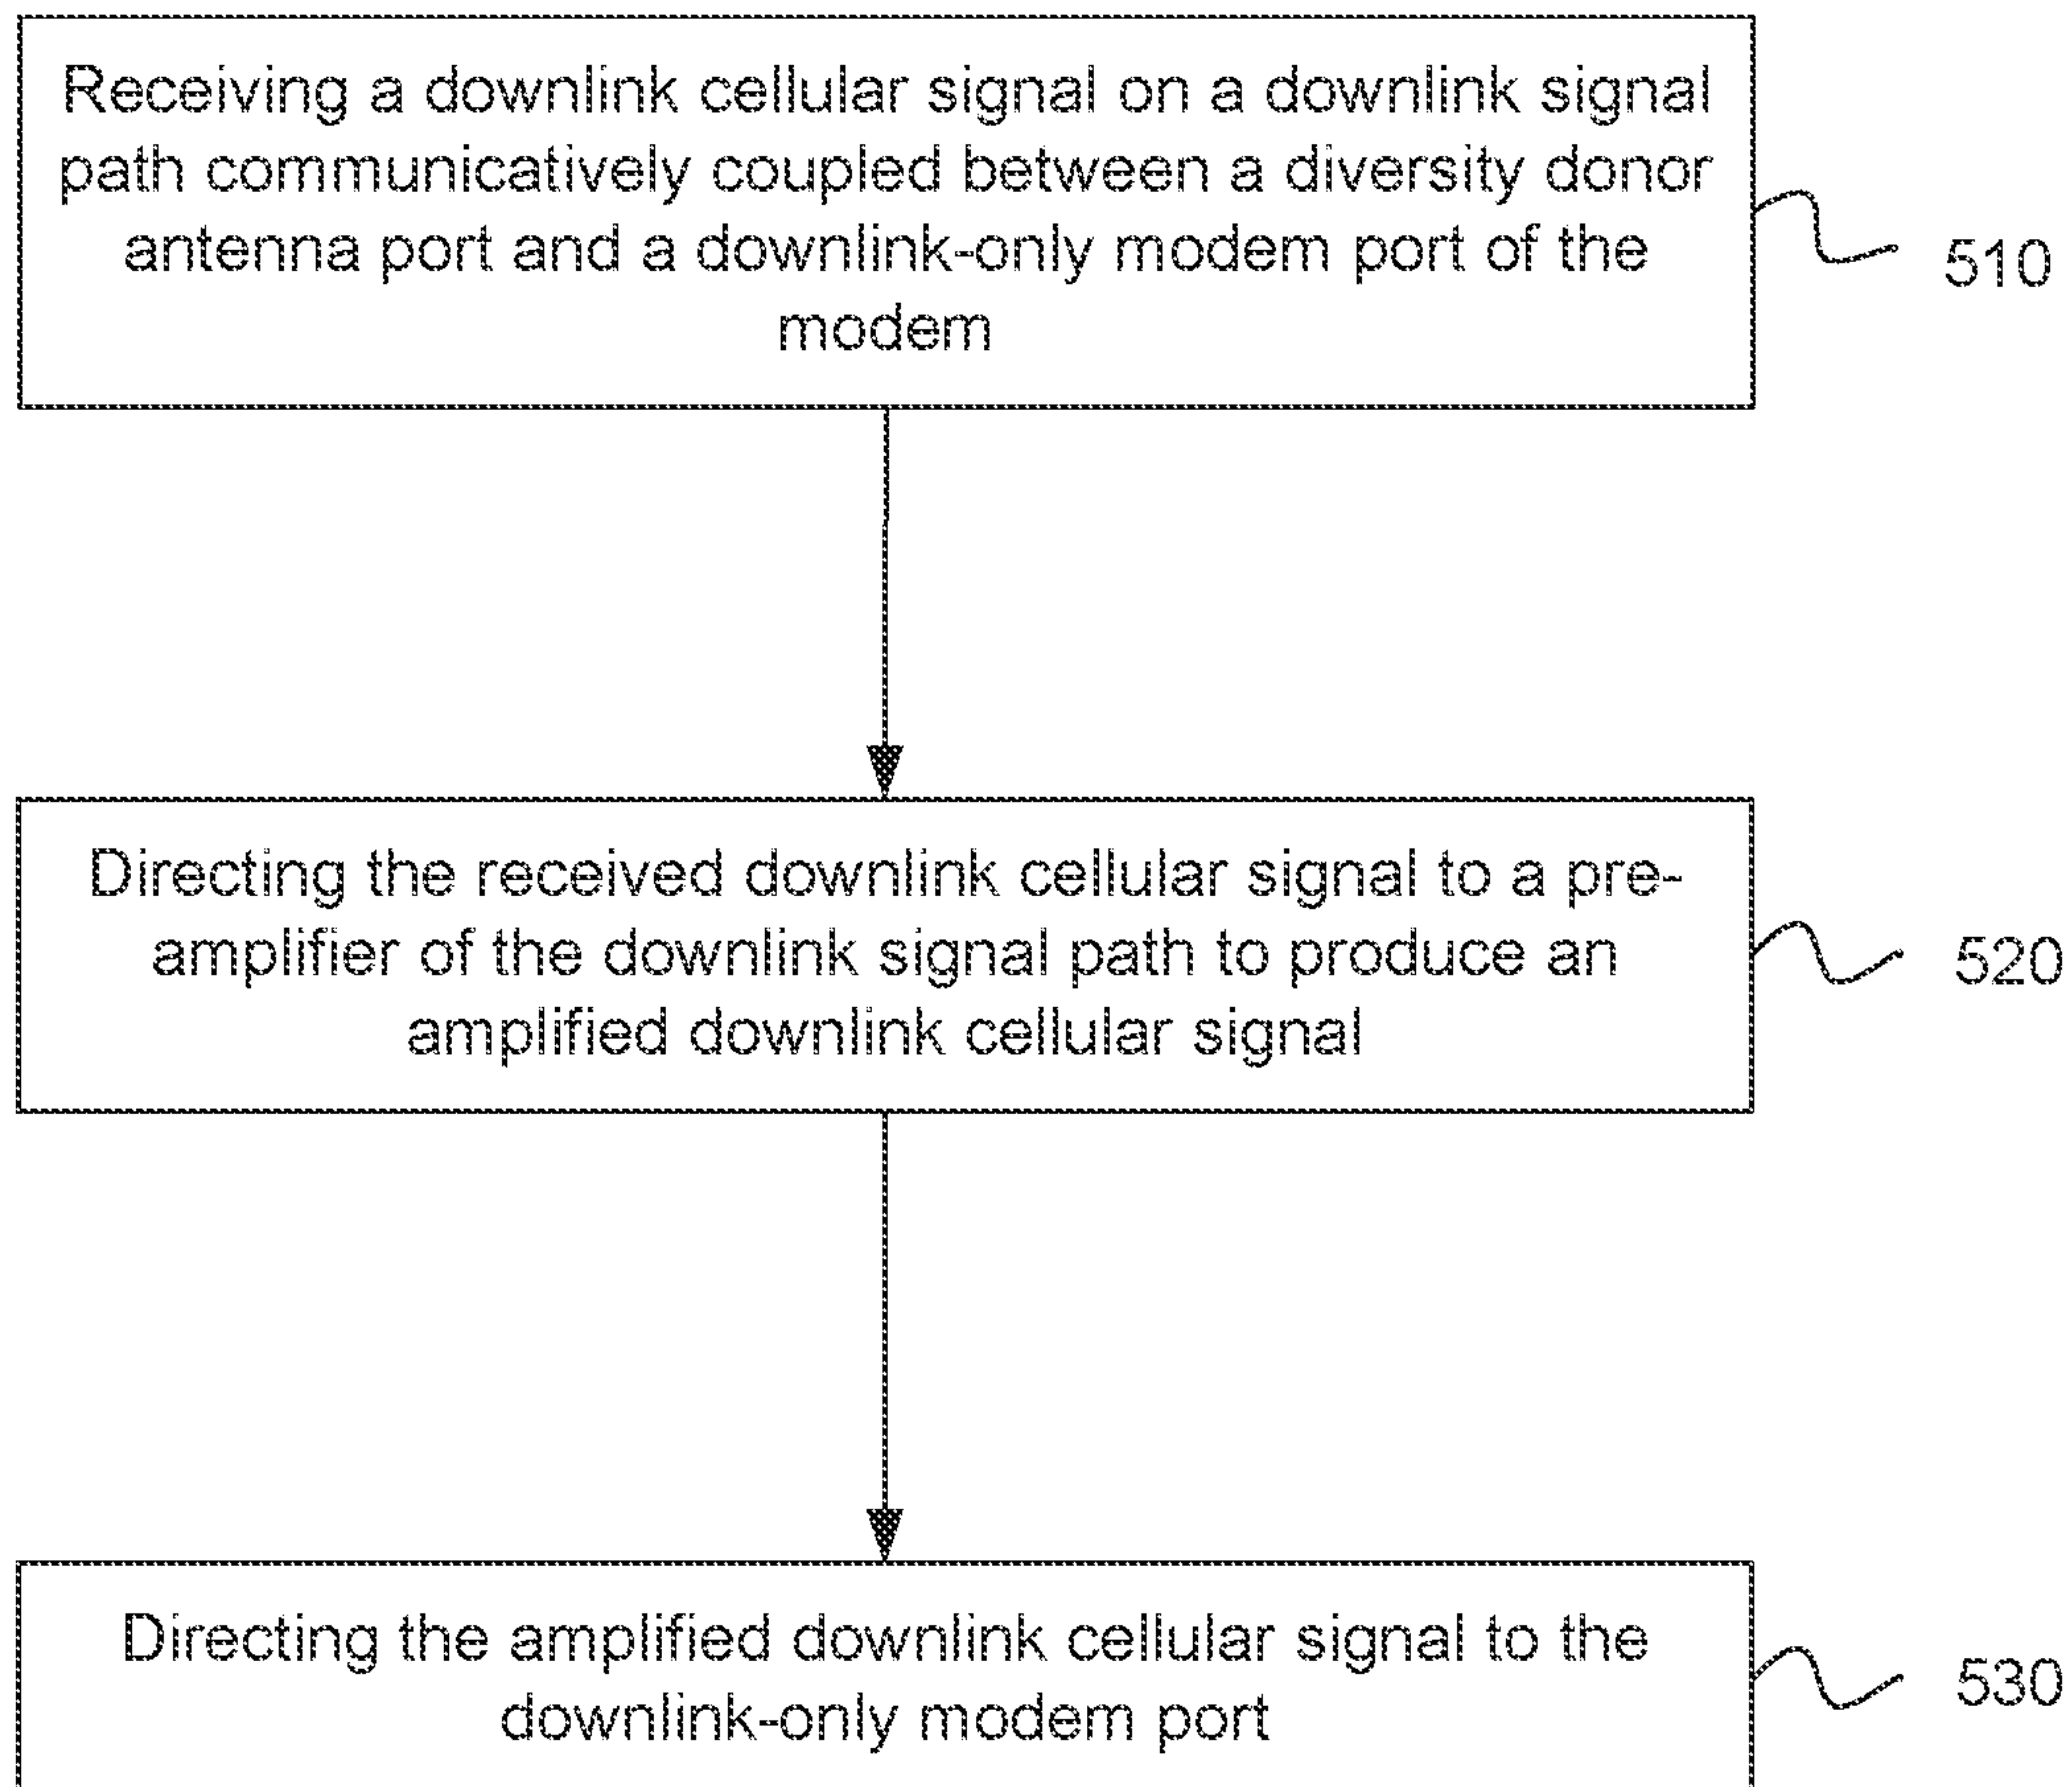 Receiving a downlink cellular signal on a downlink signal
path communicatively coupled between a diversity donor
antenna port and a downlink-only modem port of the
modem
510
Directing the received downlink cellular signal to a pre-
amplifier of the downlink signal path to produce an
amplified downlink cellular signal
520
Directing the amplified downlink cellular signal to the
downlink-only modem port
530